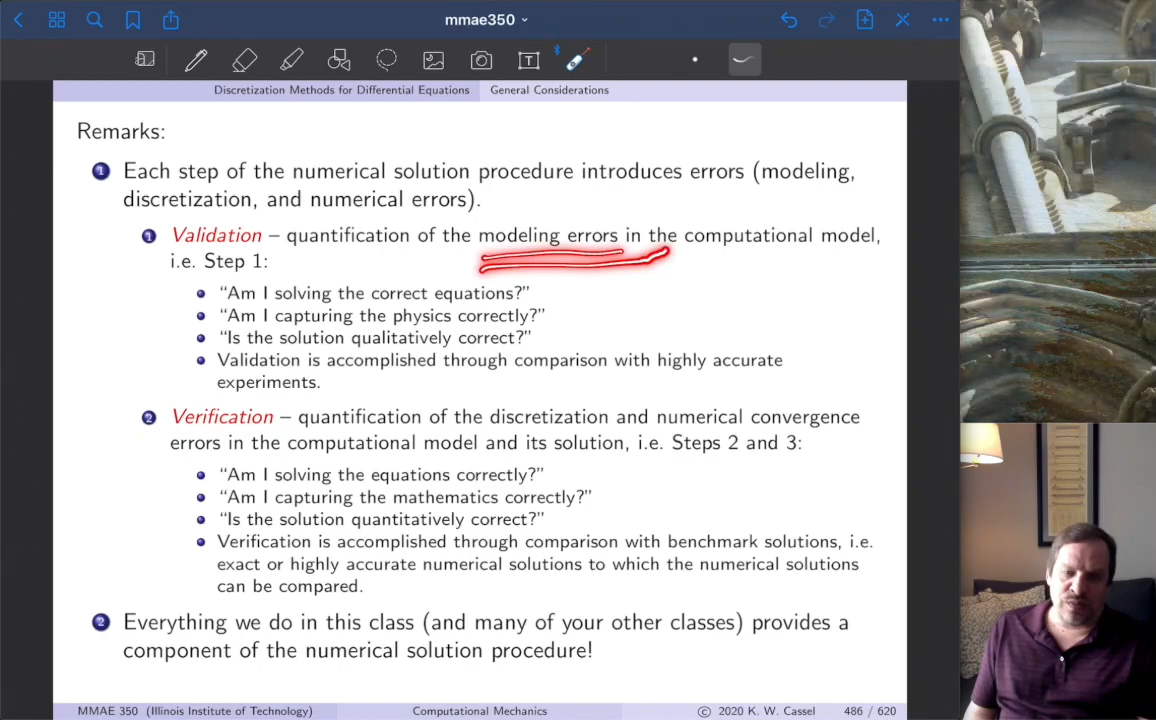 mmae350
Discretization Methods for Differential Equations General Considerations
Remarks:
1 Each step of the numerical solution procedure introduces errors (modeling,
discretization, and numerical errors).
1 Validation – quantification of the modeling errors in the computational model,
i.e. Step 1:
"Am I solving the correct equations?"
"Am I capturing the physics correctly?"
"Is the solution qualitatively correct?"
Validation is accomplished through comparison with highly accurate
experiments.
2 Verification – quantification of the discretization and numerical convergence
errors in the computational model and its solution, i.e. Steps 2 and 3:
"Am I solving the equations correctly?"
"Am I capturing the mathematics correctly?"
"Is the solution quantitatively correct?"
Verification is accomplished through comparison with benchmark solutions, i.e.
exact or highly accurate numerical solutions to which the numerical solutions
can be compared.
2 Everything we do in this class (and many of your other classes) provides a
component of the numerical solution procedure!
MMAE 350 (Illinois Institute of Technology) Computational Mechanics © 2020 K. W. Cassel 486 / 620